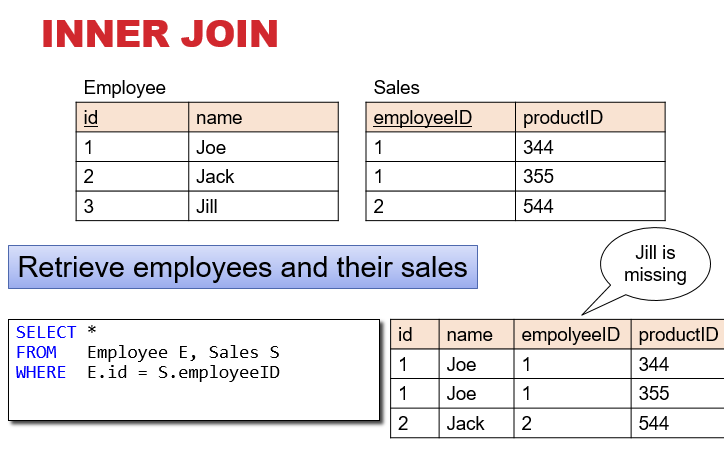 INNER JOIN
Employee
id name
1 Joe
2 Jack
3 Jill
Sales
employeeID productID
1 344
1 355
2 544
Retrieve employees and their sales
Jill is
missing
SELECT *
FROM Employee E, Sales S
WHERE E.id = S.employeeID
id name empolyeeID productID
1 Joe 1 344
1 Joe 1 355
2 Jack 2 544